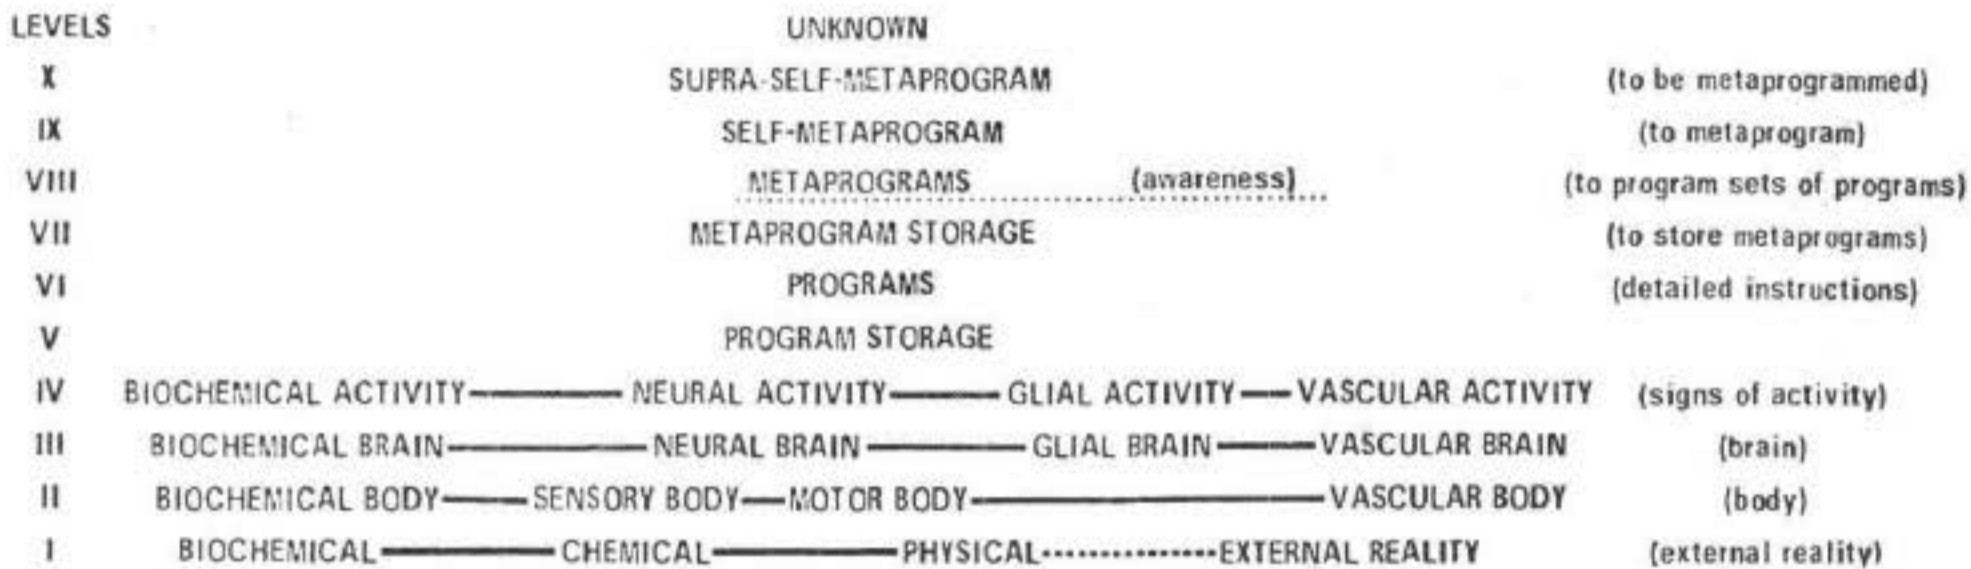 LEVELS UNKNOWN
X SUPRA-SELF-METAPROGRAM (to be metaprogrammed)
IX SELF-METAPROGRAM (to metaprogram)
VIII METAPROGRAMS (awareness) (to program sets of programs)
VII METAPROGRAM STORAGE (to store metaprograms)
VI PROGRAMS (detailed instructions)
V PROGRAM STORAGE
IV BIOCHEMICAL ACTIVITY NEURAL ACTIVITY GLIAL ACTIVITY VASCULAR ACTIVITY (signs of activity)
III BIOCHEMICAL BRAIN NEURAL BRAIN GLIAL BRAIN VASCULAR BRAIN (brain)
II BIOCHEMICAL BODY SENSORY BODY MOTOR BODY VASCULAR BODY (body)
I BIOCHEMICAL CHEMICAL PHYSICAL EXTERNAL REALITY (external reality)